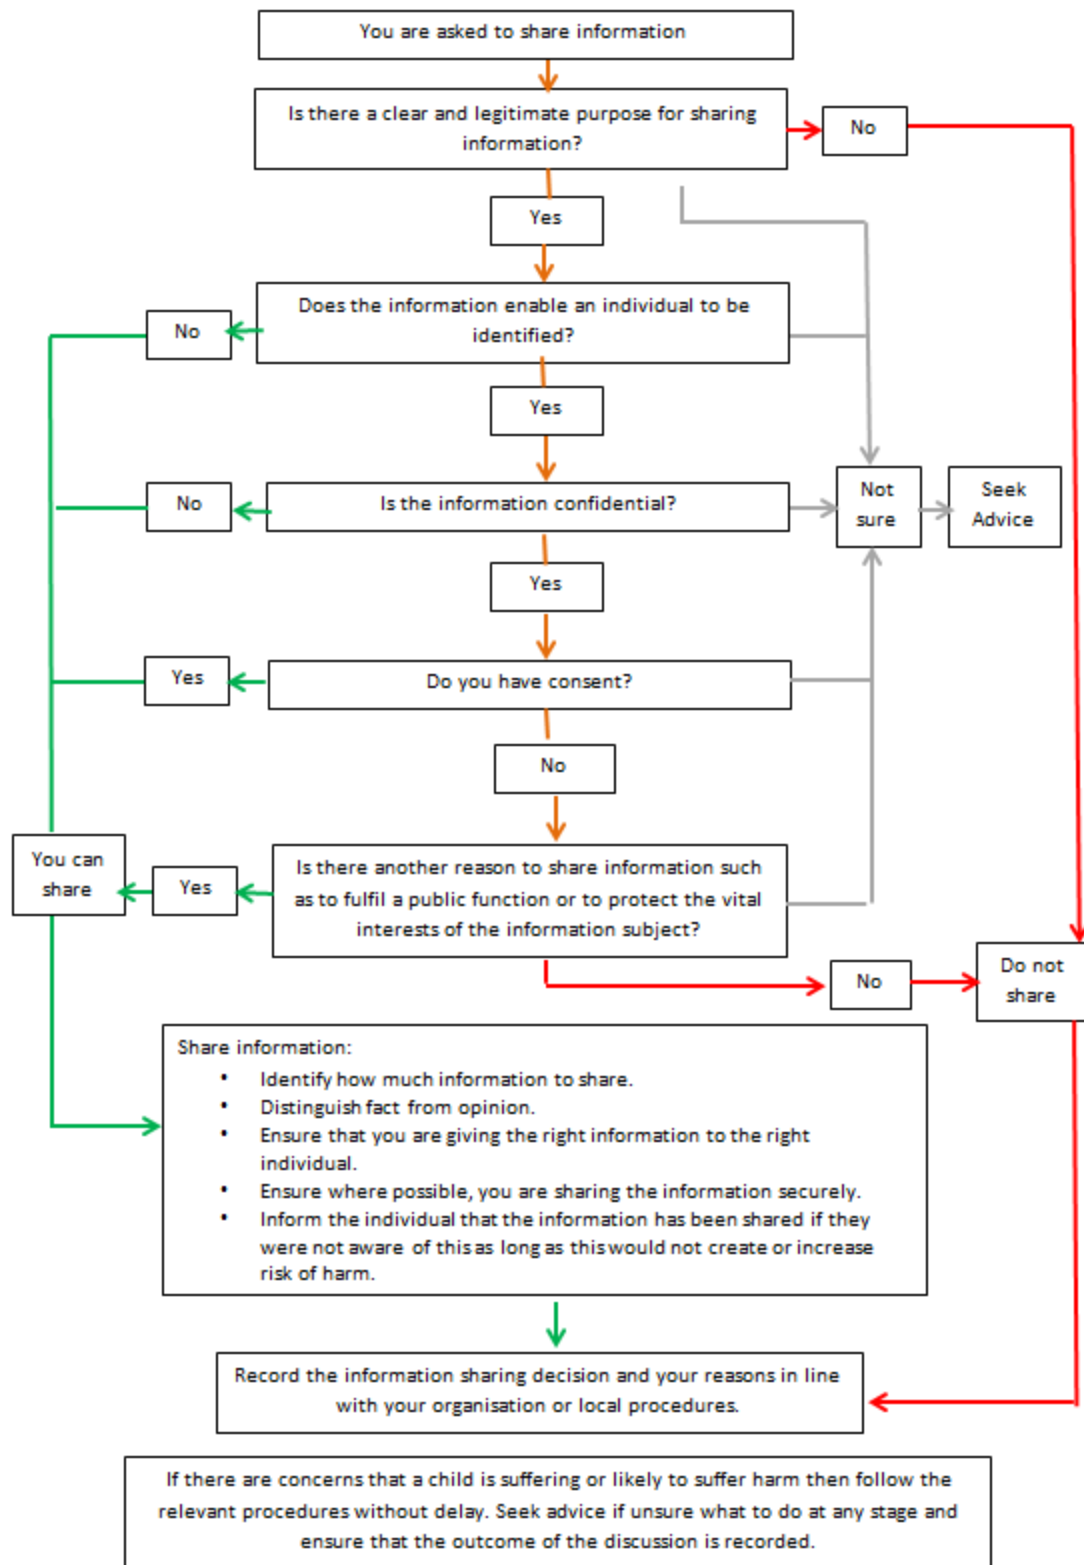 You are asked to share information
Is there a clear and legitimate purpose for sharing
information?
No
Yes
Does the information enable an individual to be
identified?
No
Yes
Is the information confidential?
No
Not
sure
Seek
Advice
Yes
Do you have consent?
Yes
No
You can
share
Yes
Is there another reason to share information such
as to fulfil a public function or to protect the vital
interests of the information subject?
No
Do not
share
Share information:
• Identify how much information to share.
• Distinguish fact from opinion.
• Ensure that you are giving the right information to the right
individual.
• Ensure where possible, you are sharing the information securely.
• Inform the individual that the information has been shared if they
were not aware of this as long as this would not create or increase
risk of harm.
Record the information sharing decision and your reasons in line
with your organisation or local procedures.
If there are concerns that a child is suffering or likely to suffer harm then follow the
relevant procedures without delay. Seek advice if unsure what to do at any stage and
ensure that the outcome of the discussion is recorded.